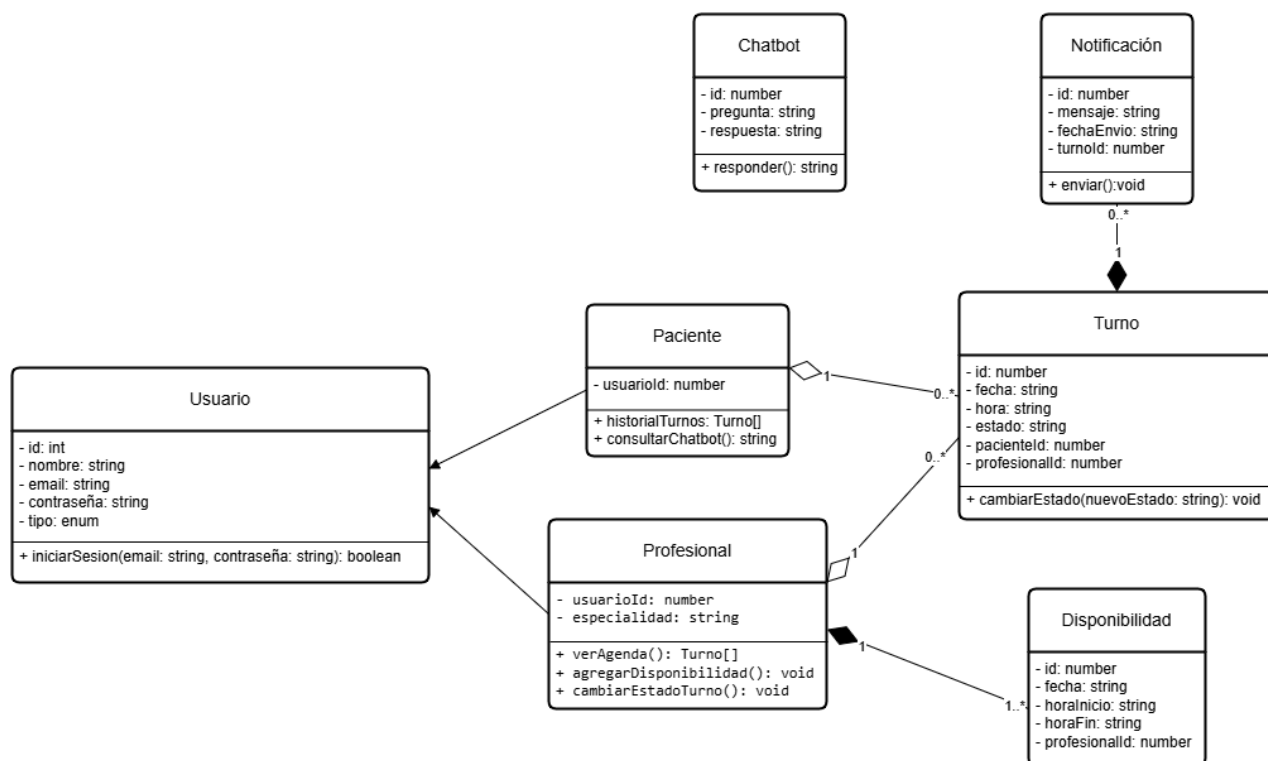 Chatbot
- id: number
- pregunta: string
- respuesta: string
+ responder(): string
Notificación
- id: number
- mensaje: string
- fechaEnvio: string
- turnoId: number
+ enviar():void
0..*
1
Turno
- id: number
- fecha: string
- hora: string
- estado: string
- pacienteId: number
- profesionalId: number
+ cambiarEstado(nuevoEstado: string): void
Paciente
- usuarioId: number
+ historialTurnos: Turno[]
+ consultarChatbot(): string
1
0..*
Usuario
- id: int
- nombre: string
- email: string
- contraseña: string
- tipo: enum
+ iniciarSesion(email: string, contraseña: string): boolean
0..*
1
Profesional
- usuarioId: number
- especialidad: string
+ verAgenda(): Turno[]
+ agregarDisponibilidad(): void
+ cambiarEstadoTurno(): void
1
1..*
Disponibilidad
- id: number
- fecha: string
- horaInicio: string
- horaFin: string
- profesionalId: number